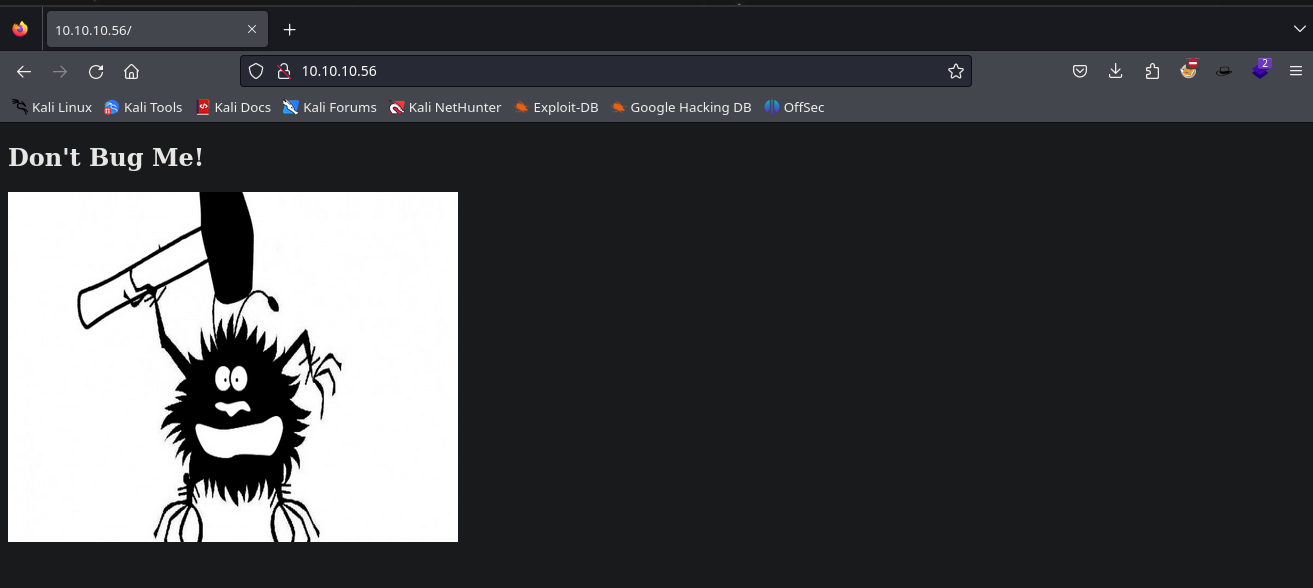 10.10.10.56/
10.10.10.56
2
Kali Linux
Kali Tools
Kali Docs
Kali Forums
Kali NetHunter
Exploit-DB
Google Hacking DB
OffSec
Don't Bug Me!